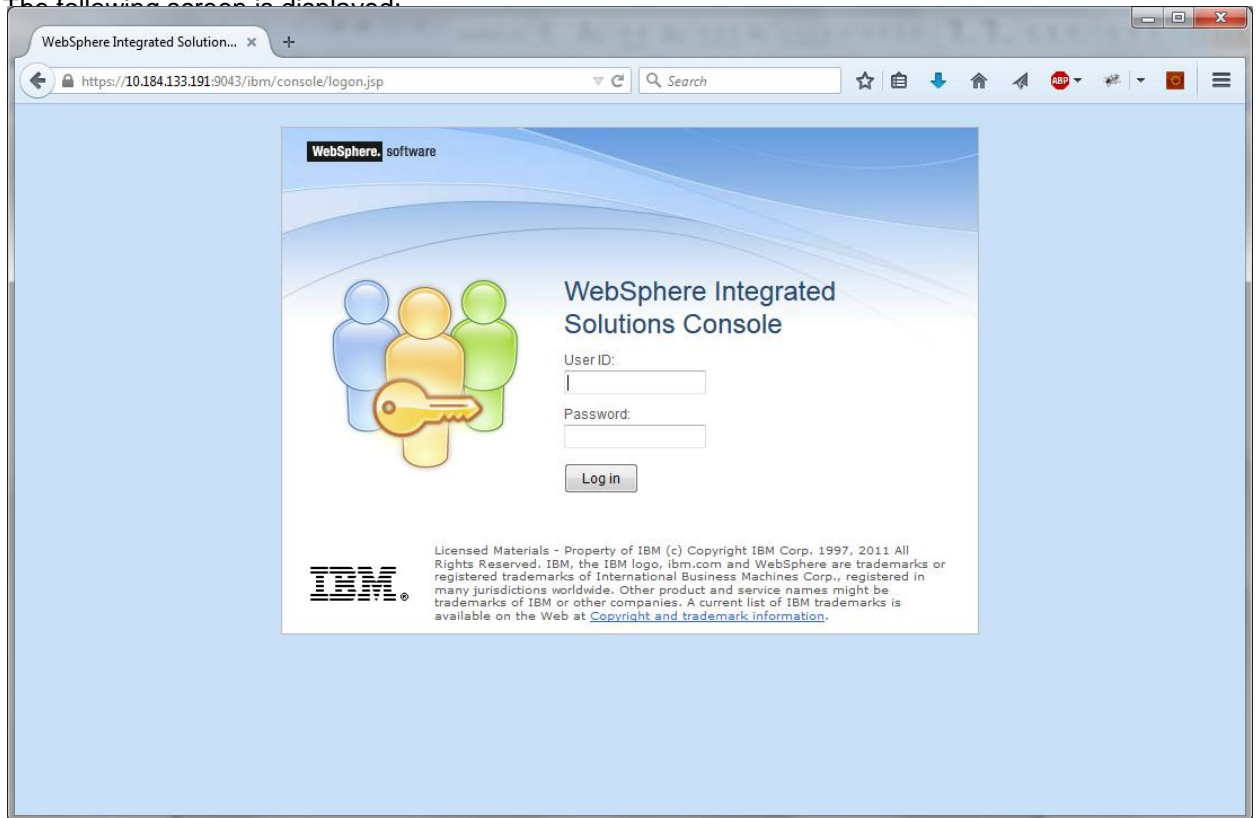 The following screen is displayed:
WebSphere Integrated Solution... × +
https://10.184.133.191:9043/ibm/console/logon.jsp
Search
ABP
WebSphere. software
WebSphere Integrated
Solutions Console
User ID:
Password:
Log in
IBM®
Licensed Materials - Property of IBM (c) Copyright IBM Corp. 1997, 2011 All
Rights Reserved. IBM, the IBM logo, ibm.com and WebSphere are trademarks or
registered trademarks of International Business Machines Corp., registered in
many jurisdictions worldwide. Other product and service names might be
trademarks of IBM or other companies. A current list of IBM trademarks is
available on the Web at Copyright and trademark information.